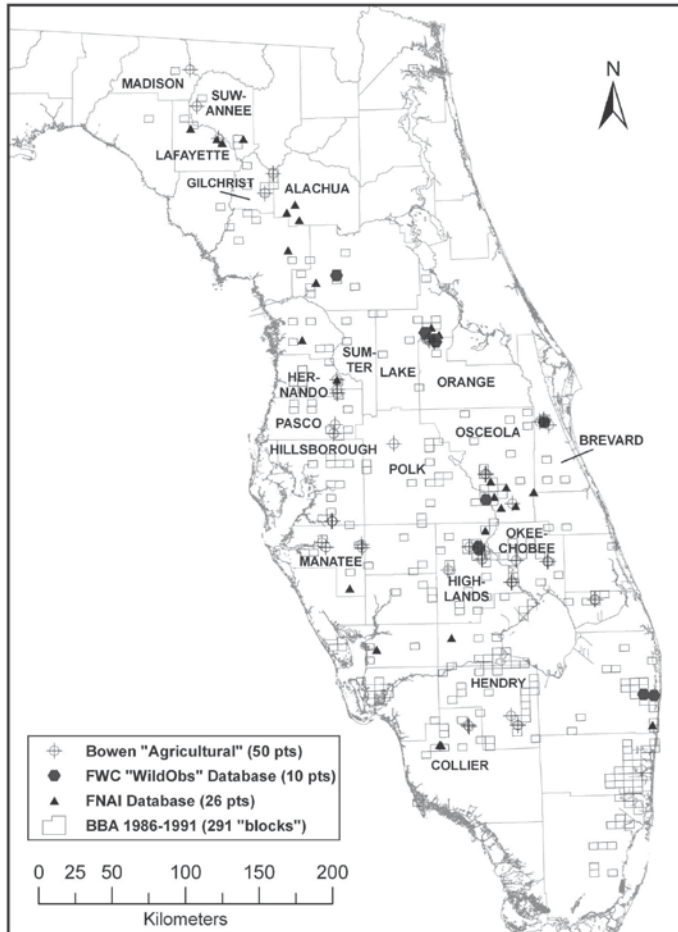 N
MADISON
SUW-
ANNEE
LAFAYETTE
GILCHRIST
ALACHUA
SUM-
TER
LAKE
HER-
NANDO
ORANGE
PASCO
OSCEOLA
HILLSBOROUGH
BREVARD
POLK
OKEE-
CHOBEE
MANATEE
HIGH-
LANDS
HENDRY
COLLIER
Bowen "Agricultural" (50 pts)
FWC "WildObs" Database (10 pts)
FNAI Database (26 pts)
BBA 1986-1991 (291 "blocks")
0 25 50 100 150 200
Kilometers